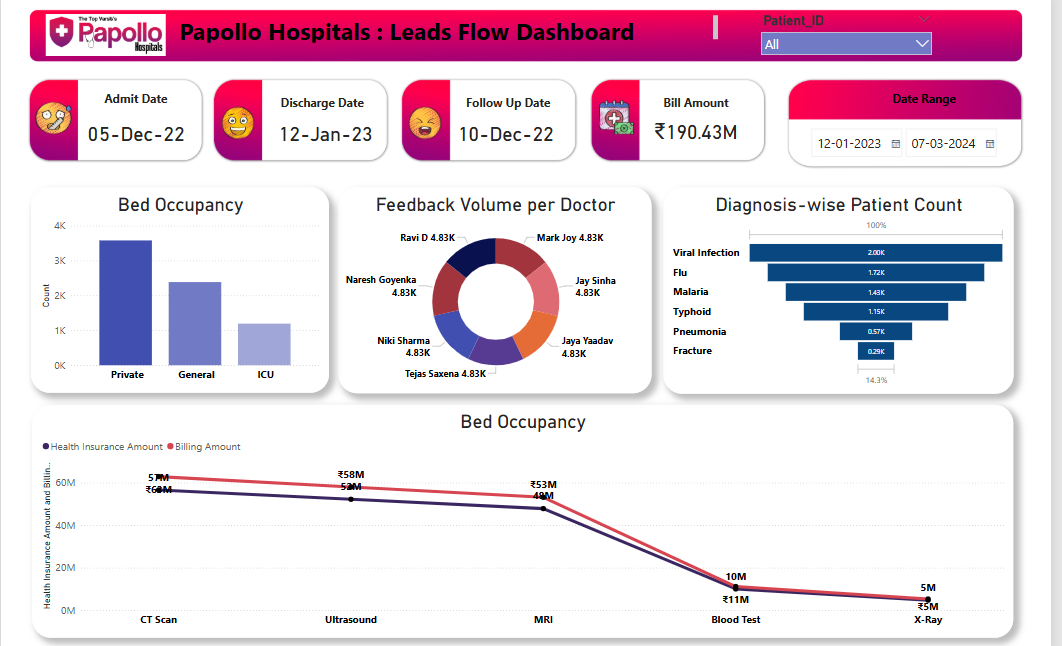 The Top Varsiti's
Papollo
Hospitals
Papollo Hospitals : Leads Flow Dashboard
Patient_ID
All
Admit Date
05-Dec-22
Discharge Date
12-Jan-23
Follow Up Date
10-Dec-22
Bill Amount
₹190.43M
Date Range
12-01-2023
07-03-2024
Bed Occupancy
Count
4K
3K
2K
1K
0K
Private
General
ICU
Feedback Volume per Doctor
Ravi D 4.83K
Mark Joy 4.83K
Naresh Goyenka
4.83K
Jay Sinha
4.83K
Niki Sharma
4.83K
Jaya Yaadav
4.83K
Tejas Saxena 4.83K
Diagnosis-wise Patient Count
100%
Viral Infection 2.00K
Flu 1.72K
Malaria 1.43K
Typhoid 1.15K
Pneumonia 0.57K
Fracture 0.29K
14.3%
Bed Occupancy
Health Insurance Amount
Billing Amount
Health Insurance Amount and Billin...
60M
40M
20M
0M
57M
₹63M
₹58M
52M
₹53M
48M
10M
₹11M
5M
₹5M
CT Scan
Ultrasound
MRI
Blood Test
X-Ray